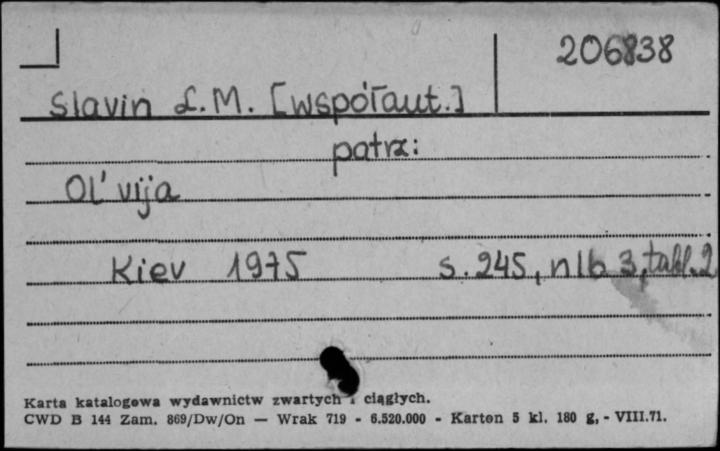 206838
Slavin L.M. [współaut.]
patrz:
Ol' vija
Kiev 1975 s. 245, nlb 3, tabl. 2
Karta katalogowa wydawnictw zwartych i ciągłych.
CWD B 144 Zam. 869/Dw/On — Wrak 719 - 6.520.000 - Karton 5 kl. 180 g, - VIII.71.